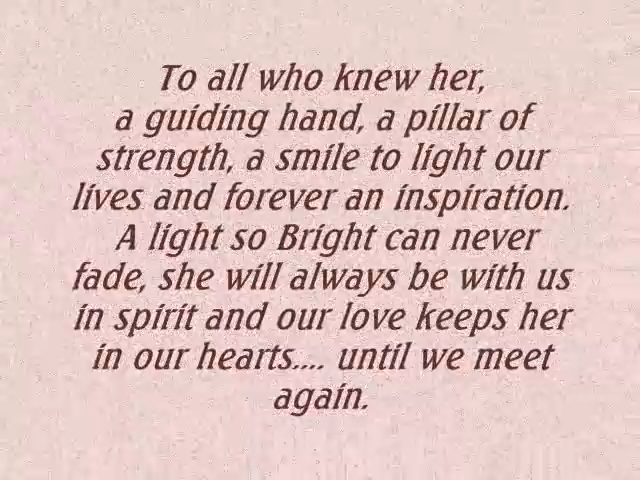 To all who knew her,
a guiding hand, a pillar of
strength, a smile to light our
lives and forever an inspiration.
A light so Bright can never
fade, she will always be with us
in spirit and our love keeps her
in our hearts.... until we meet
again.